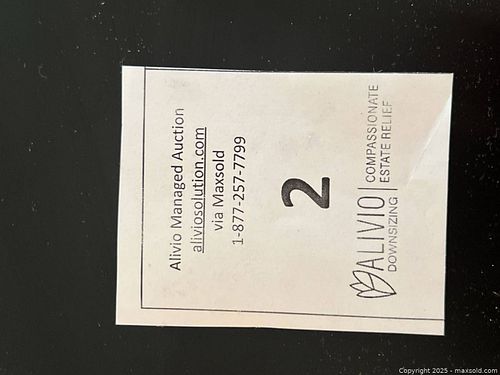 Alivio Managed Auction
aliviosolution.com
via Maxsold
1-877-257-7799
2
ALIVIO
DOWNSIZING
COMPASSIONATE
ESTATE RELIEF
Copyright 2025 - maxsold.com